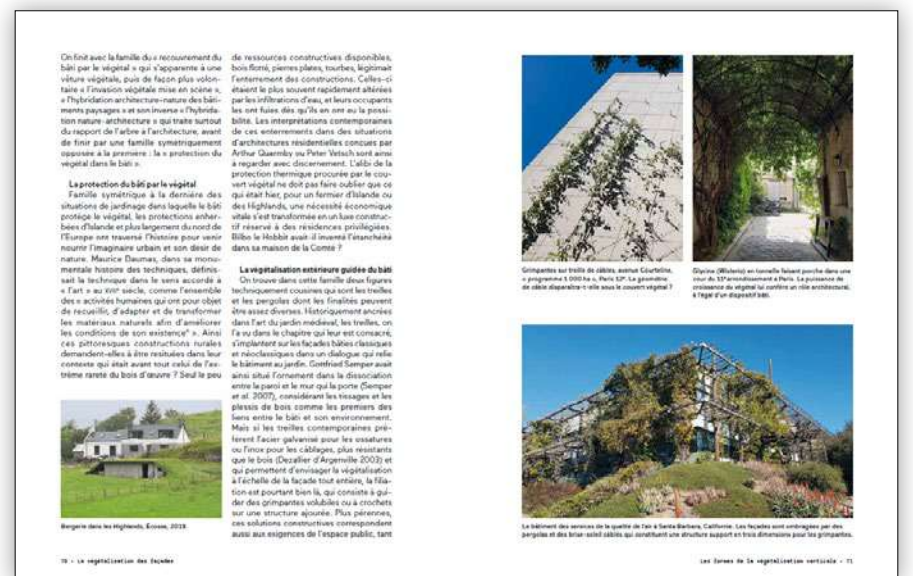 On finit avec la famille du « recouvrement du
bâti par le végétal » qui s'apparente à une
vêture végétale, puis de façon plus volon-
taire « l'invasion végétale mise en scène »,
« l'hybridation architecture-nature des bâti-
ments paysages » et son inverse « l'hybrida-
tion nature-architecture » qui traite surtout
du rapport de l'arbre à l'architecture, avant
de finir par une famille symétriquement
opposée à la première : la « protection du
végétal dans le bâti ».
La protection du bâti par le végétal
Famille symétrique à la dernière des
situations de jardinage dans laquelle le bâti
protège le végétal, les protections enher-
bées d'Islande et plus largement du nord de
l'Europe ont traversé l'histoire pour venir
nourrir l'imaginaire urbain et son désir de
nature. Maurice Daumas, dans sa monu-
mentale histoire des techniques, définis-
sait la technique dans le sens accordé à
« l'art » au XVIIIe siècle, comme l'ensemble
des « activités humaines qui ont pour objet
de recueillir, d'adapter et de transformer
les matériaux naturels afin d'améliorer
les conditions de son existence ». Ainsi
ces pittoresques constructions rurales
demandent-elles à être resituées dans leur
contexte qui était avant tout celui de l'ex-
trême rareté du bois d'œuvre ? Seul le peu
Bergerie dans les Highlands, Écosse, 2019.
70 - La végétalisation des façades
de ressources constructives disponibles,
bois flotté, pierres plates, tourbes, légitimait
l'enterrement des constructions. Celles-ci
étaient le plus souvent rapidement altérées
par les infiltrations d'eau, et leurs occupants
les ont fuies dès qu'ils en ont eu la possi-
bilité. Les interprétations contemporaines
de ces enterrements dans des situations
d'architectures résidentielles conçues par
Arthur Quarmby ou Peter Vetsch sont ainsi
à regarder avec discernement. L'alibi de la
protection thermique procurée par le cou-
vert végétal ne doit pas faire oublier que ce
qui était hier, pour un fermier d'Islande ou
des Highlands, une nécessité économique
vitale s'est transformée en un luxe construc-
tif réservé à des résidences privilégiées.
Bilbo le Hobbit avait-il inventé l'étanchéité
dans sa maison de la Comté ?
La végétalisation extérieure guidée du bâti
On trouve dans cette famille deux figures
techniquement cousines qui sont les treilles
et les pergolas dont les finalités peuvent
être assez diverses. Historiquement ancrées
dans l'art du jardin médiéval, les treilles, on
l'a vu dans le chapitre qui leur est consacré,
s'implantent sur les façades bâties classiques
et néoclassiques dans un dialogue qui relie
le bâtiment au jardin. Gottfried Semper avait
ainsi situé l'ornement dans la dissociation
entre la paroi et le mur qui la porte (Semper
et al. 2007), considérant les tissages et les
plessis de bois comme les premiers des
liens entre le bâti et son environnement.
Mais si les treilles contemporaines pré-
fèrent l'acier galvanisé pour les ossatures
ou l'inox pour les câblages, plus résistants
que le bois (Dezallier d'Argenville 2003) et
qui permettent d'envisager la végétalisation
à l'échelle de la façade tout entière, la filia-
tion est pourtant bien là, qui consiste à gui-
der des grimpantes volubiles ou à crochets
sur une structure ajourée. Plus pérennes,
ces solutions constructives correspondent
aussi aux exigences de l'espace public, tant
Grimpantes sur treille de câbles, avenue Courteline,
« programme 5 000 ha », Paris 12e. La géométrie
de câble disparaîtra-t-elle sous le couvert végétal ?
Glycine (Wisteria) en tonnelle faisant porche dans une
cour du 11e arrondissement à Paris. La puissance de
croissance du végétal lui confère un rôle architectural,
à l'égal d'un dispositif bâti.
Le bâtiment des services de la qualité de l'air à Santa Barbara, Californie. Les façades sont ombragées par des
pergolas et des brise-soleil câblés qui constituent une structure support en trois dimensions pour les grimpantes.
Les formes de la végétalisation verticale - 71